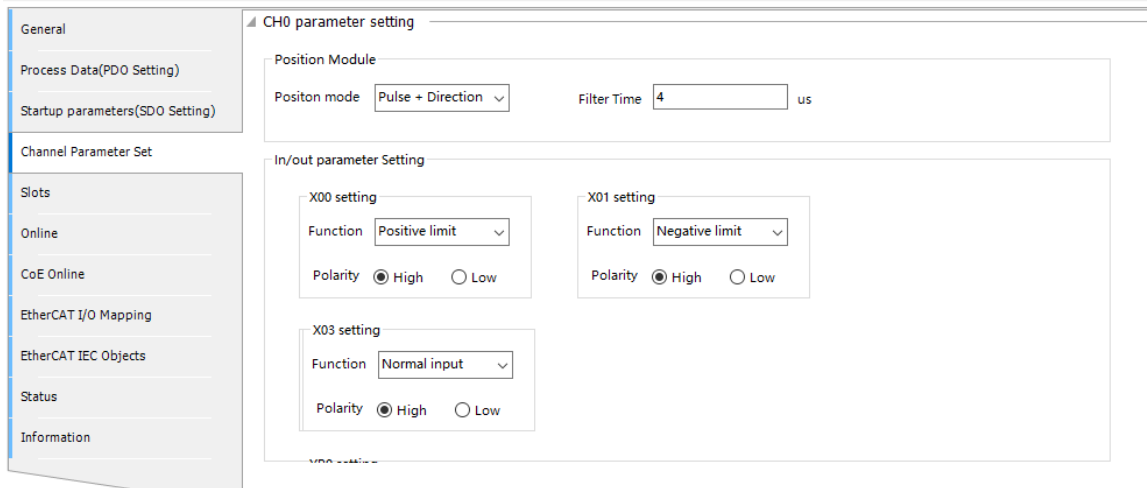 General
Process Data(PDO Setting)
Startup parameters(SDO Setting)
Channel Parameter Set
Slots
Online
CoE Online
EtherCAT I/O Mapping
EtherCAT IEC Objects
Status
Information
CH0 parameter setting
Position Module
Positon mode Pulse + Direction Filter Time 4 us
In/out parameter Setting
X00 setting X01 setting
Function Positive limit Function Negative limit
Polarity High Low Polarity High Low
X03 setting
Function Normal input
Polarity High Low
setting